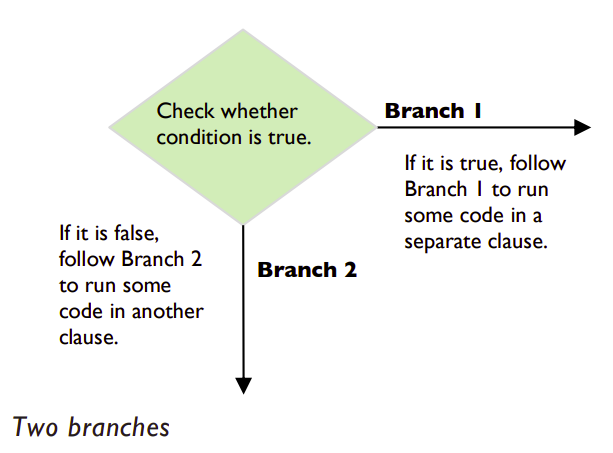 Check whether
condition is true.
Branch 1
If it is true, follow
Branch 1 to run
some code in a
separate clause.
If it is false,
follow Branch 2
to run some
code in another
clause.
Branch 2
Two branches